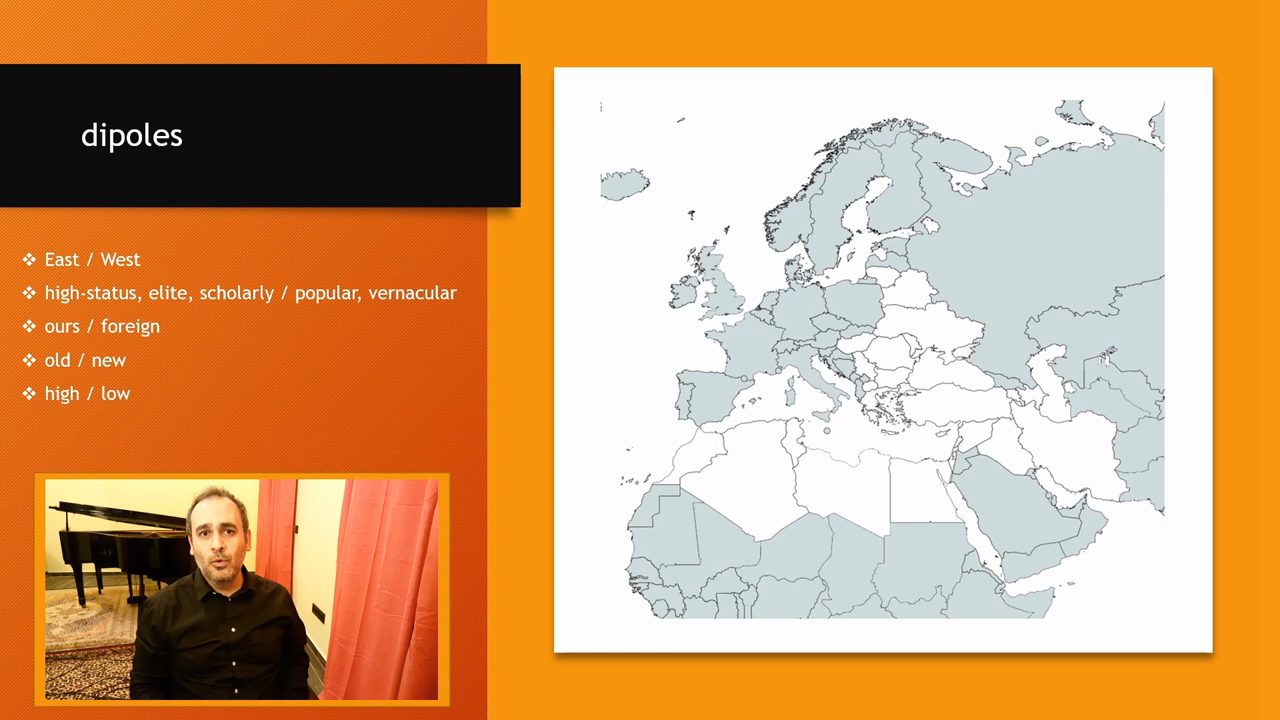 dipoles
❖ East / West
❖ high-status, elite, scholarly / popular, vernacular
❖ ours / foreign
❖ old / new
❖ high / low